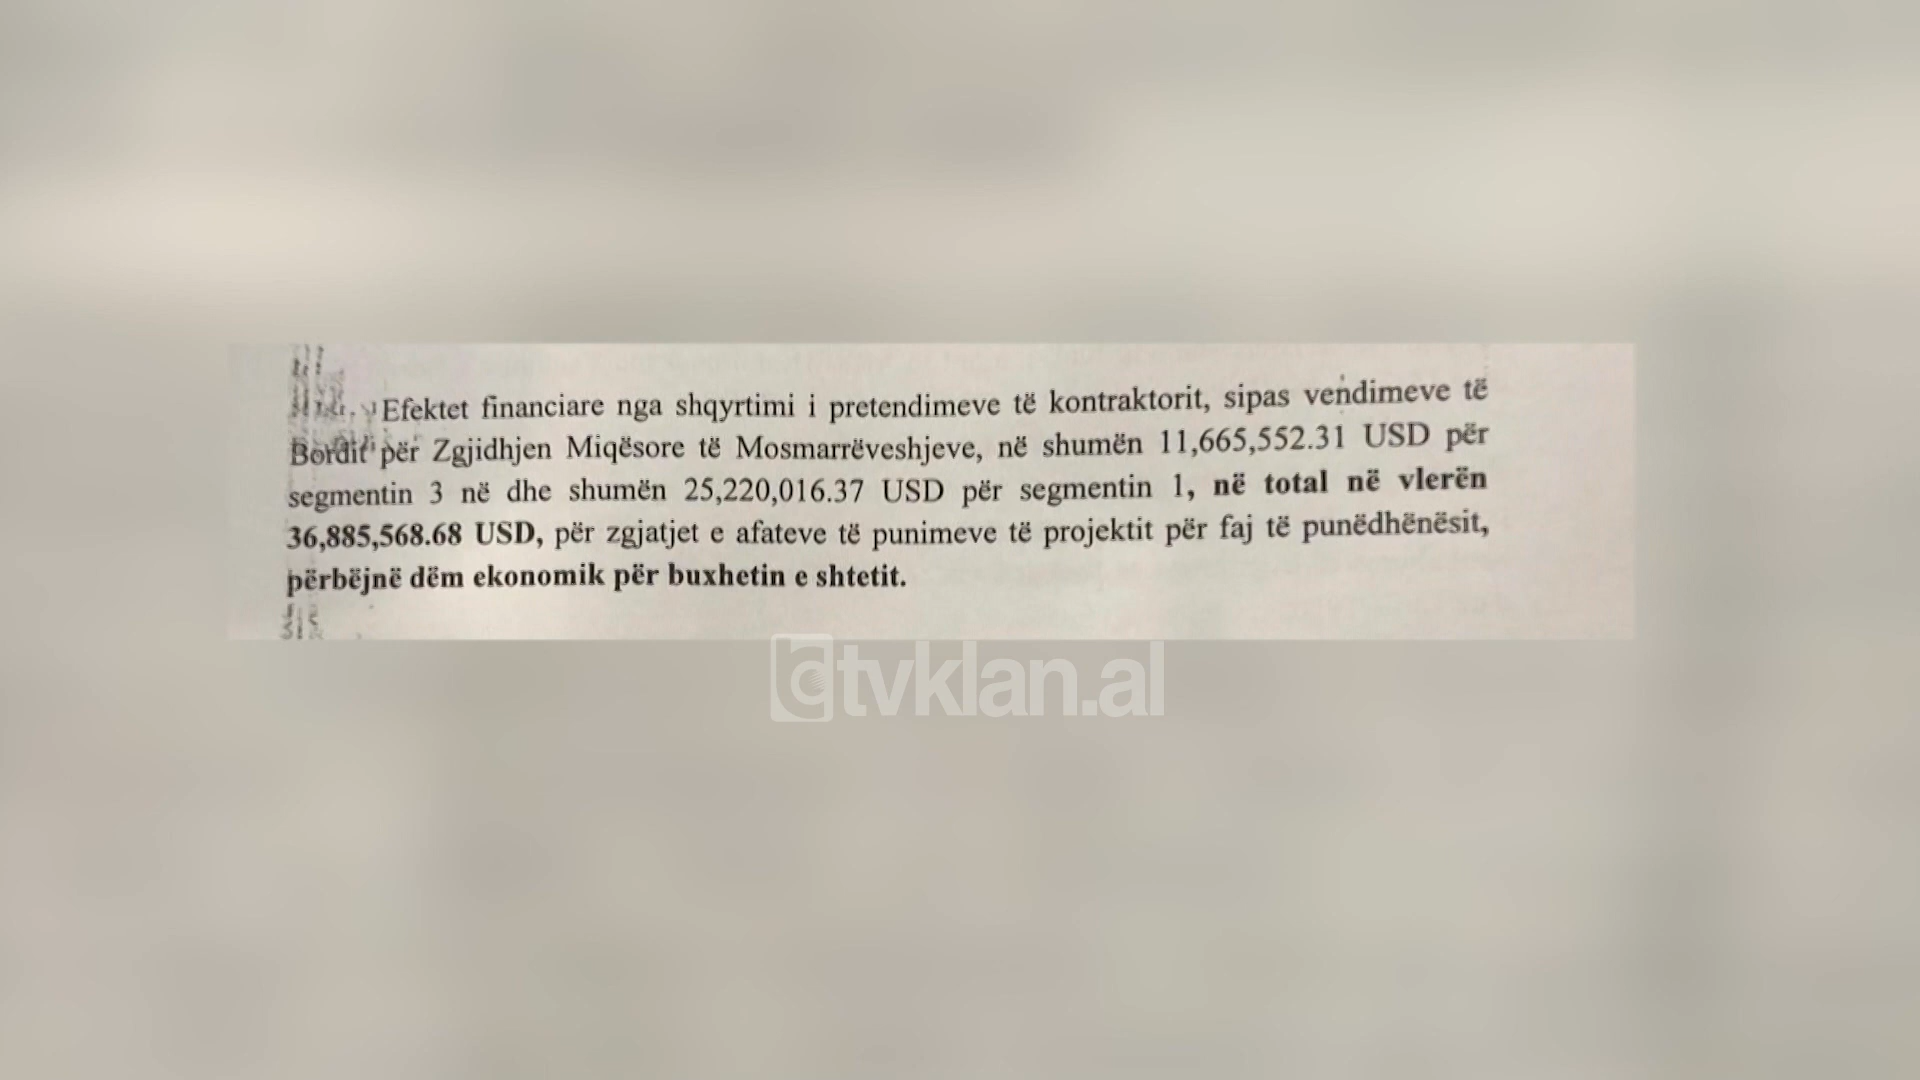 Efektet financiare nga shqyrtimi i pretendimeve të kontraktorit, sipas vendimeve të
Bordit për Zgjidhjen Miqësore të Mosmarrëveshjeve, në shumën 11,665,552.31 USD për
segmentin 3 në dhe shumën 25,220,016.37 USD për segmentin 1, në total në vlerën
36,885,568.68 USD, për zgjatjet e afateve të punimeve të projektit për faj të punëdhënësit,
përbëjnë dëm ekonomik për buxhetin e shtetit.
tvklan.al